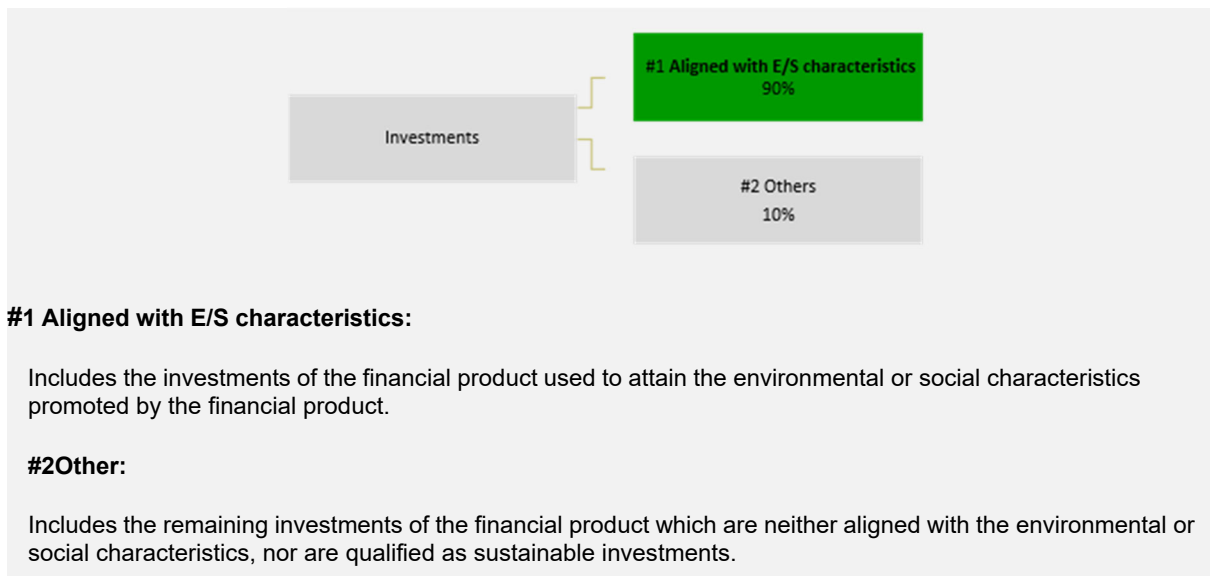 #1 Aligned with E/S characteristics
90%
Investments
#2 Others
10%
#1 Aligned with E/S characteristics:
Includes the investments of the financial product used to attain the environmental or social characteristics
promoted by the financial product.
#2Other:
Includes the remaining investments of the financial product which are neither aligned with the environmental or
social characteristics, nor are qualified as sustainable investments.